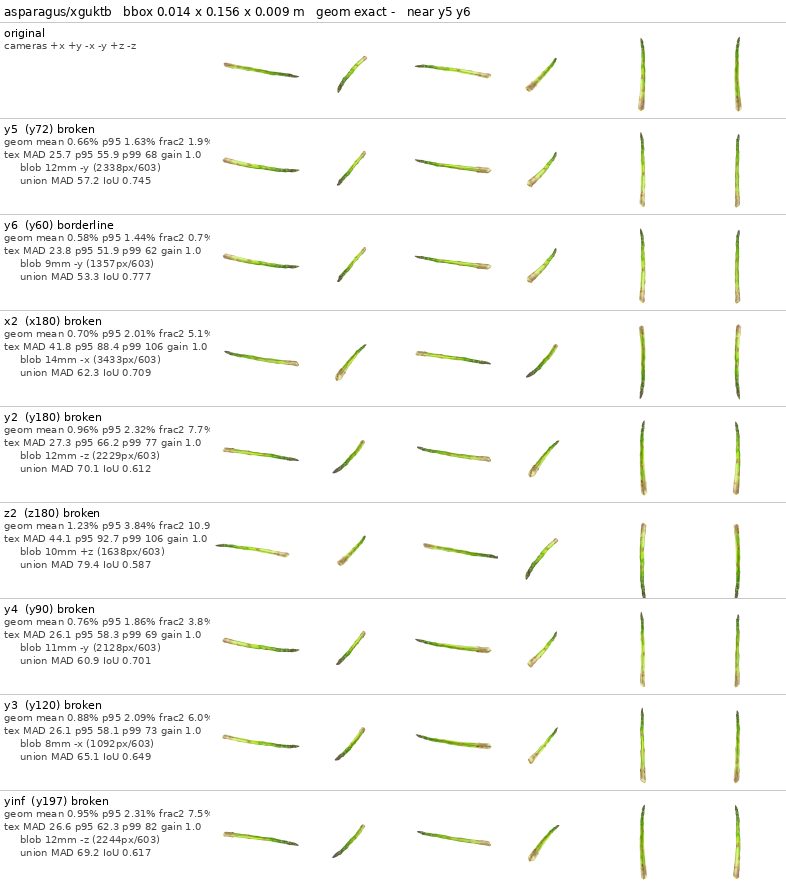 asparagus/xguktb   bbox 0.014 x 0.156 x 0.009 m   geom exact -   near y5 y6
original
cameras +x +y -x -y +z -z
y5  (y72) broken
geom mean 0.66% p95 1.63% frac2 1.9%
tex MAD 25.7 p95 55.9 p99 68 gain 1.0
blob 12mm -y (2338px/603)
union MAD 57.2 IoU 0.745
y6  (y60) borderline
geom mean 0.58% p95 1.44% frac2 0.7%
tex MAD 23.8 p95 51.9 p99 62 gain 1.0
blob 9mm -y (1357px/603)
union MAD 53.3 IoU 0.777
x2  (x180) broken
geom mean 0.70% p95 2.01% frac2 5.1%
tex MAD 41.8 p95 88.4 p99 106 gain 1.0
blob 14mm -x (3433px/603)
union MAD 62.3 IoU 0.709
y2  (y180) broken
geom mean 0.96% p95 2.32% frac2 7.7%
tex MAD 27.3 p95 66.2 p99 77 gain 1.0
blob 12mm -z (2229px/603)
union MAD 70.1 IoU 0.612
z2  (z180) broken
geom mean 1.23% p95 3.84% frac2 10.9
tex MAD 44.1 p95 92.7 p99 106 gain 1.0
blob 10mm +z (1638px/603)
union MAD 79.4 IoU 0.587
y4  (y90) broken
geom mean 0.76% p95 1.86% frac2 3.8%
tex MAD 26.1 p95 58.3 p99 69 gain 1.0
blob 11mm -y (2128px/603)
union MAD 60.9 IoU 0.701
y3  (y120) broken
geom mean 0.88% p95 2.09% frac2 6.0%
tex MAD 26.1 p95 58.1 p99 73 gain 1.0
blob 8mm -x (1092px/603)
union MAD 65.1 IoU 0.649
yinf  (y197) broken
geom mean 0.95% p95 2.31% frac2 7.5%
tex MAD 26.6 p95 62.3 p99 82 gain 1.0
blob 12mm -z (2244px/603)
union MAD 69.2 IoU 0.617